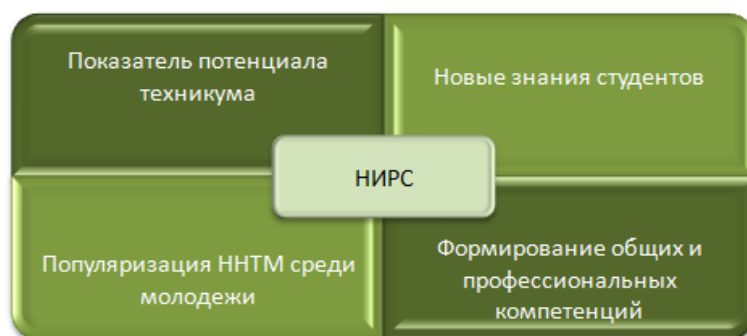 Показатель потенциала
техникума
Новые знания студентов
НИРС
Популяризация ННТМ среди
молодежи
Формирование общих и
профессиональных
компетенций